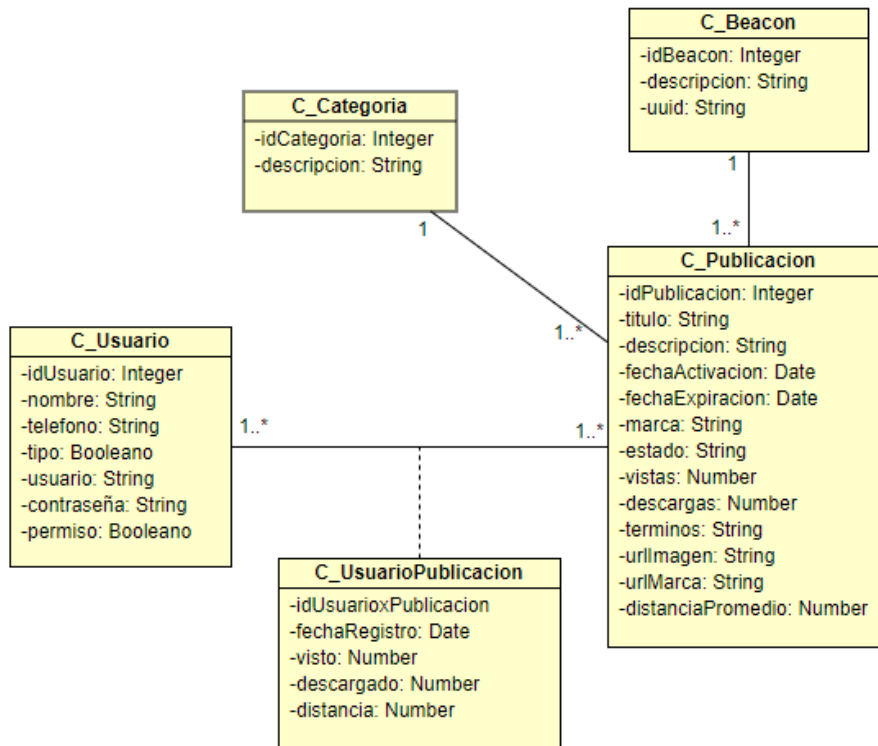 C_Beacon
-idBeacon: Integer
-descripcion: String
-uuid: String
1
1..*
C_Categoria
-idCategoria: Integer
-descripcion: String
1
1..*
C_Publicacion
-idPublicacion: Integer
-titulo: String
-descripcion: String
-fechaActivacion: Date
-fechaExpiracion: Date
-marca: String
-estado: String
-vistas: Number
-descargas: Number
-terminos: String
-urlImagen: String
-urlMarca: String
-distanciaPromedio: Number
C_Usuario
-idUsuario: Integer
-nombre: String
-telefono: String
-tipo: Booleano
-usuario: String
-contraseña: String
-permiso: Booleano
1..*
1..*
C_UsuarioPublicacion
-idUsuarioxPublicacion
-fechaRegistro: Date
-visto: Number
-descargado: Number
-distancia: Number